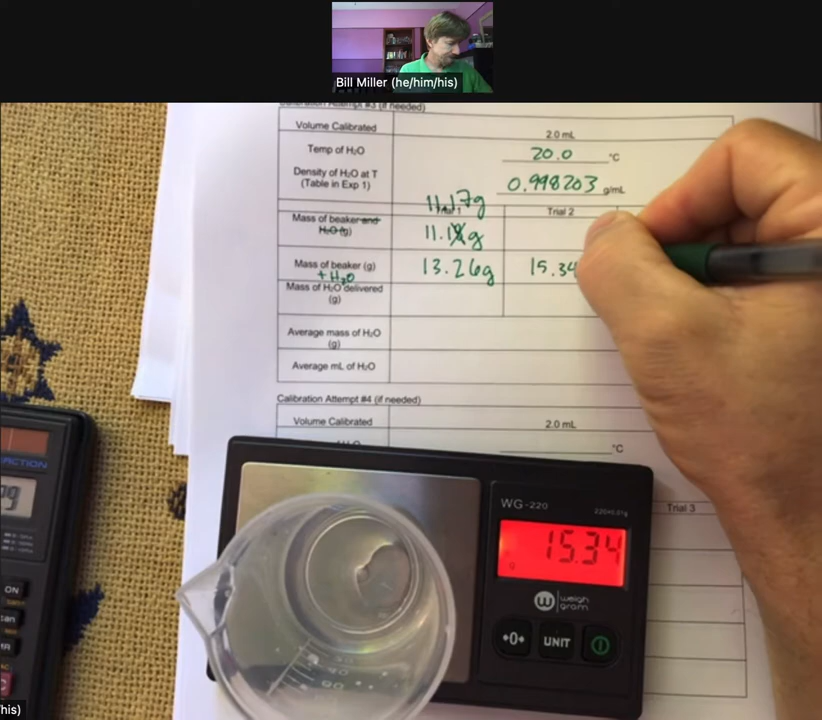 Bill Miller (he/him/his)
Calibration Attempt #3 (if needed)
Volume Calibrated 2.0 mL
Temp of H₂O 20.0 °C
Density of H₂O at T
(Table in Exp 1) 0.998203 g/mL
11.17g
Trial 2
Mass of beaker and
H₂O (g) 11.18g
Mass of beaker (g) 13.26g 15.34
+ H₂O
Mass of H₂O delivered
(g)
Average mass of H₂O
(g)
Average mL of H₂O
Calibration Attempt #4 (if needed)
Volume Calibrated 2.0 mL
°C
Trial 3
WG-220 220x0.01g
15.34
g
w weigh gram
→0← UNIT
ON
his)